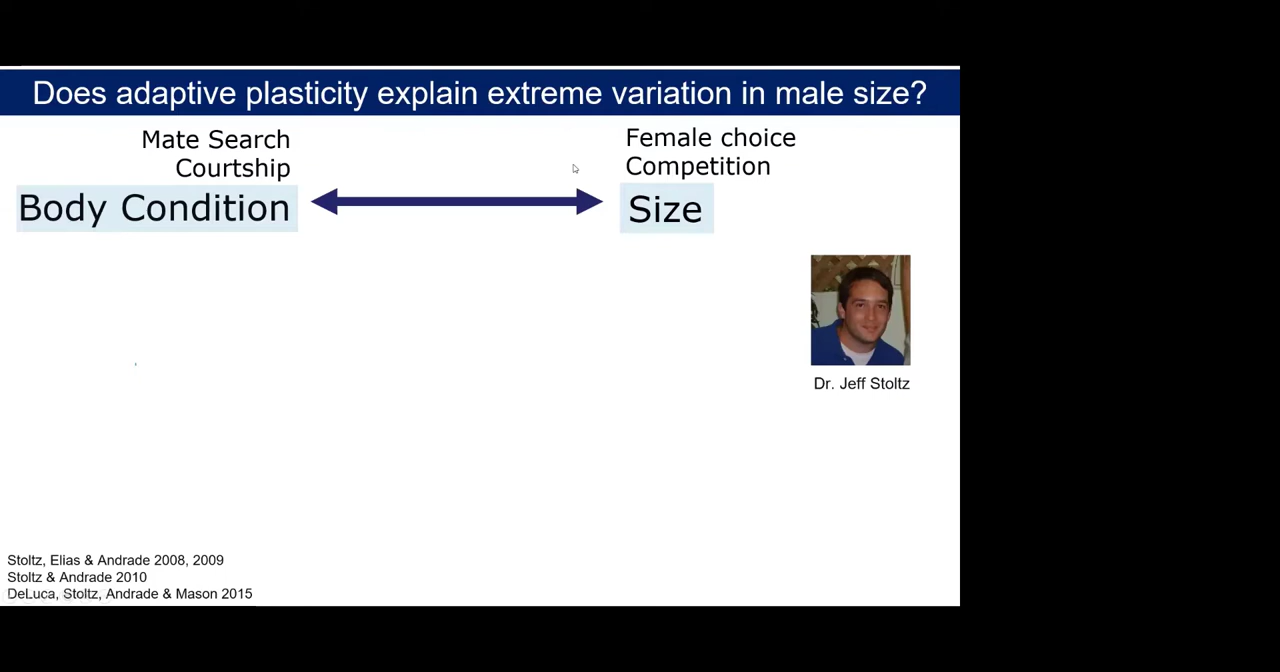 Does adaptive plasticity explain extreme variation in male size?
Mate Search
Courtship
Body Condition
Female choice
Competition
Size
Dr. Jeff Stoltz
Stoltz, Elias & Andrade 2008, 2009
Stoltz & Andrade 2010
DeLuca, Stoltz, Andrade & Mason 2015